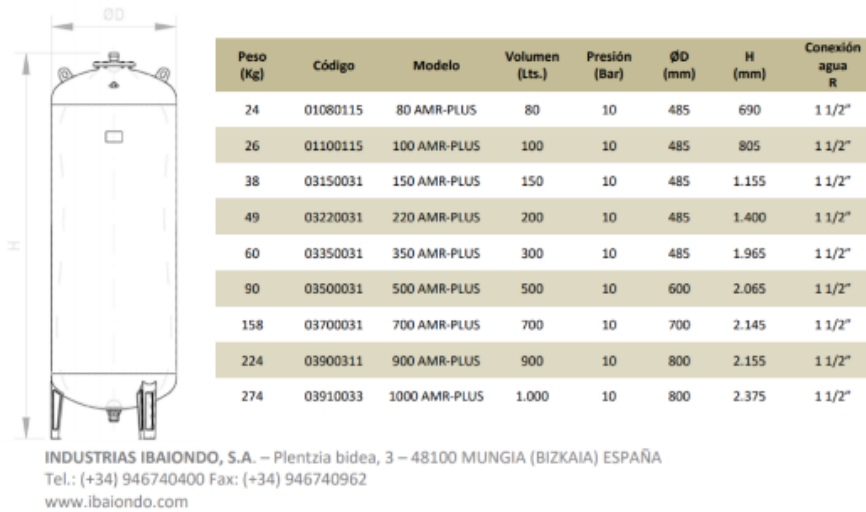 ØD
H
Peso (Kg) Código Modelo Volumen (Lts.) Presión (Bar) ØD (mm) H (mm) Conexión agua R
24 01080115 80 AMR-PLUS 80 10 485 690 1 1/2”
26 01100115 100 AMR-PLUS 100 10 485 805 1 1/2”
38 03150031 150 AMR-PLUS 150 10 485 1.155 1 1/2”
49 03220031 220 AMR-PLUS 200 10 485 1.400 1 1/2”
60 03350031 350 AMR-PLUS 300 10 485 1.965 1 1/2”
90 03500031 500 AMR-PLUS 500 10 600 2.065 1 1/2”
158 03700031 700 AMR-PLUS 700 10 700 2.145 1 1/2”
224 03900311 900 AMR-PLUS 900 10 800 2.155 1 1/2”
274 03910033 1000 AMR-PLUS 1.000 10 800 2.375 1 1/2”
INDUSTRIAS IBAIONDO, S.A. – Plentzia bidea, 3 – 48100 MUNGIA (BIZKAIA) ESPAÑA
Tel.: (+34) 946740400 Fax: (+34) 946740962
www.ibaiondo.com